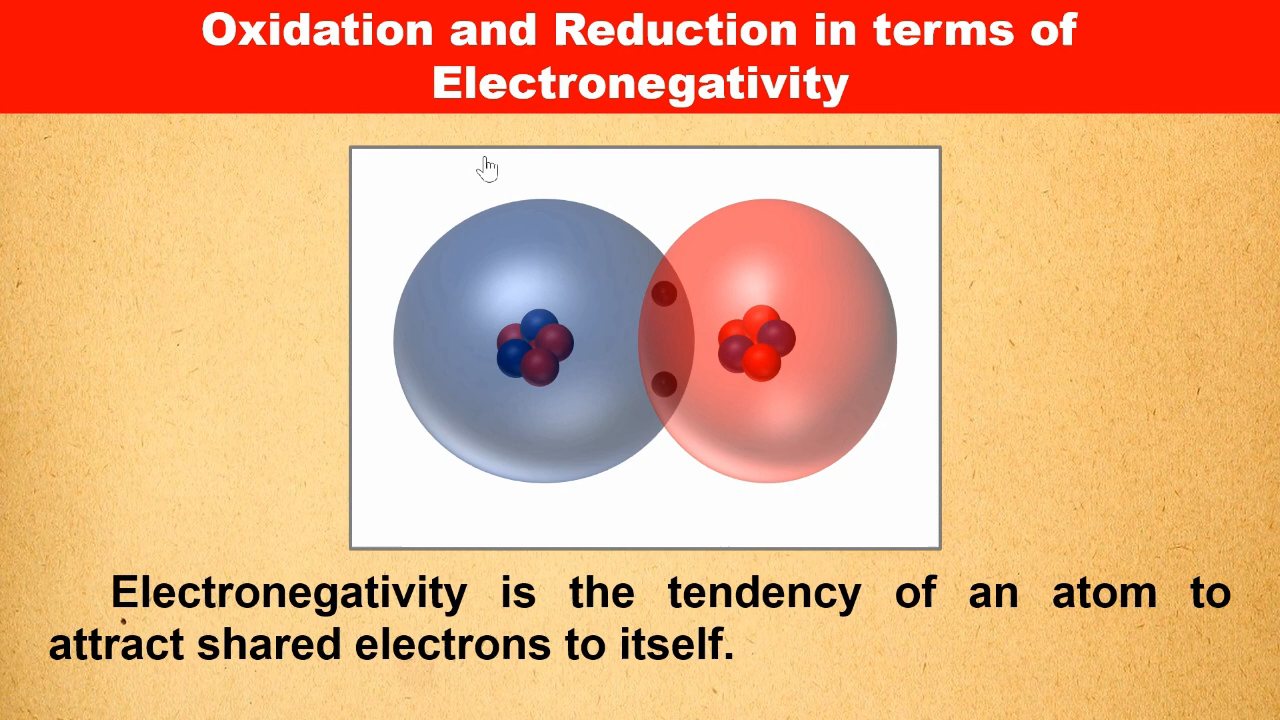 Oxidation and Reduction in terms of
Electronegativity
Electronegativity is the tendency of an atom to
attract shared electrons to itself.